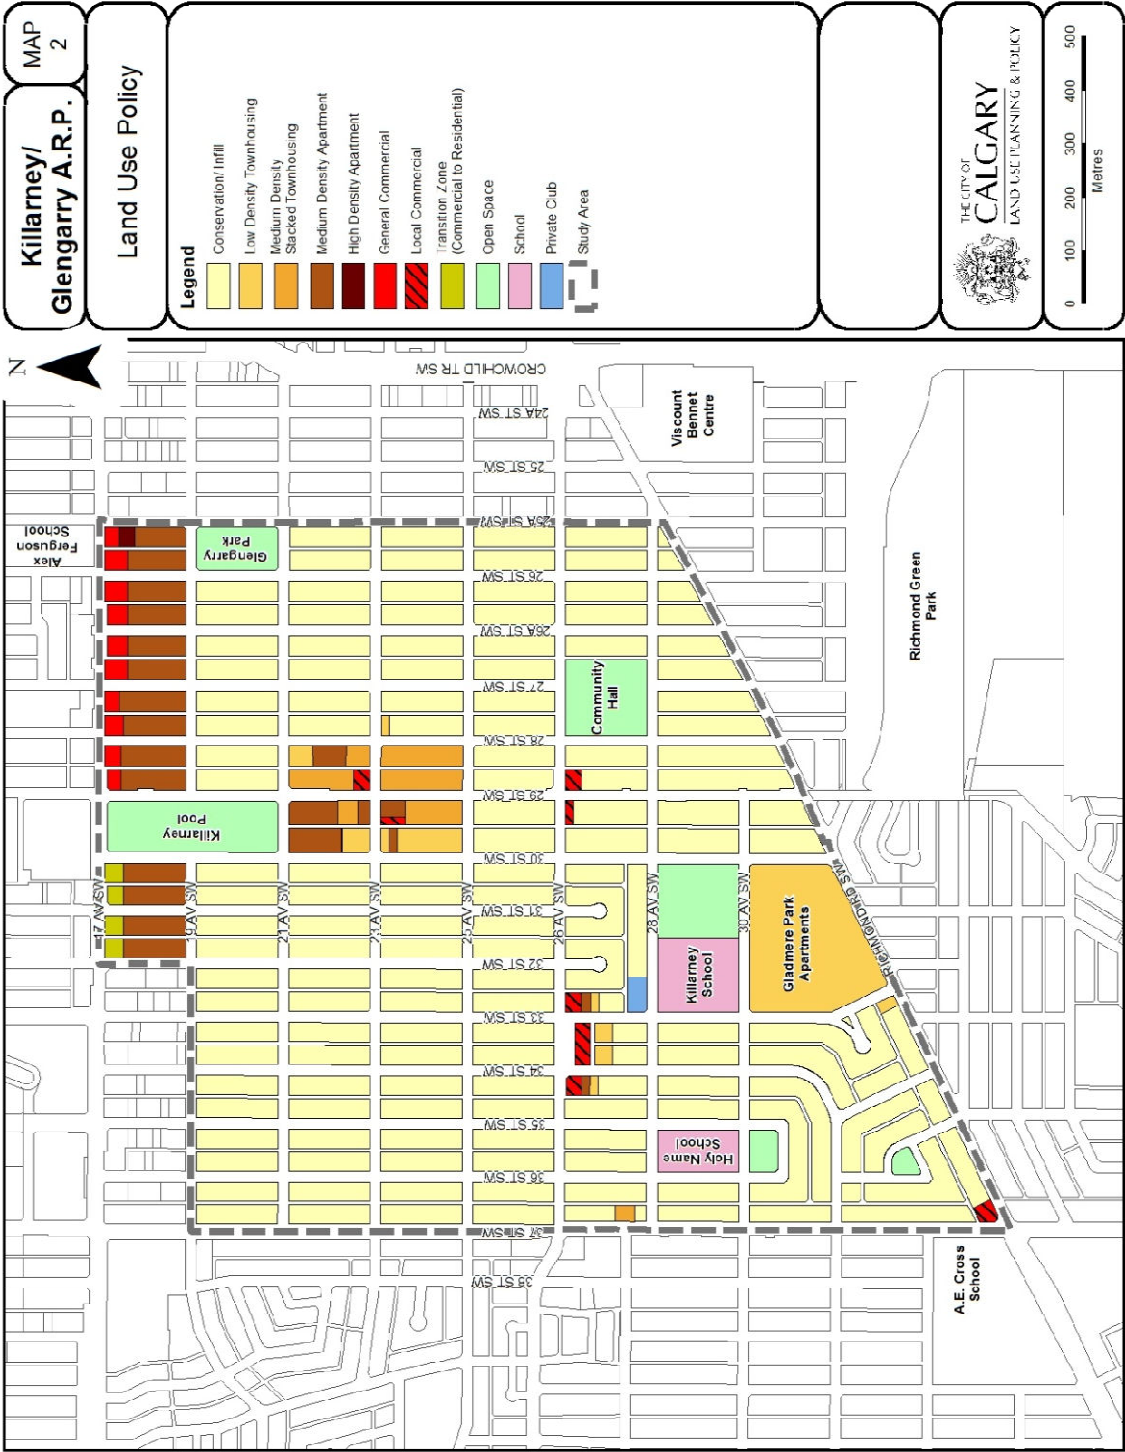 Killarney/
Glengarry A.R.P.
MAP
2
Land Use Policy
Legend
Conservation/ Infill
Low Density Townhousing
Medium Density
Stacked Townhousing
Medium Density Apartment
High Density Apartment
General Commercial
Local Commercial
Transition Zone
(Commercial to Residential)
Open Space
School
Private Club
Study Area
THE CITY OF
CALGARY
LAND USE PLANNING & POLICY
0
100
200
300
400
500
Metres
N
CROWCHILD TR SW
24A ST SW
25 ST SW
25A ST SW
26 ST SW
26A ST SW
27 ST SW
28 ST SW
29 ST SW
30 ST SW
31 ST SW
32 ST SW
33 ST SW
34 ST SW
35 ST SW
36 ST SW
37 ST SW
38 ST SW
17 AV SW
19 AV SW
21 AV SW
23 AV SW
25 AV SW
26 AV SW
28 AV SW
30 AV SW
RICHMOND RD SW
Alex
Ferguson
School
Glengarry
Park
Viscount
Bennet
Centre
Richmond Green
Park
Community
Hall
Killarney
Pool
Killarney
School
Gladmere Park
Apartments
Holy Name
School
A.E. Cross
School